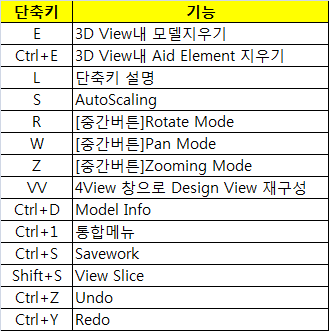 단축키 기능
E 3D View내 모델지우기
Ctrl+E 3D View내 Aid Element 지우기
L 단축키 설명
S AutoScaling
R [중간버튼]Rotate Mode
W [중간버튼]Pan Mode
Z [중간버튼]Zooming Mode
VV 4View 창으로 Design View 재구성
Ctrl+D Model Info
Ctrl+1 통합메뉴
Ctrl+S Savework
Shift+S View Slice
Ctrl+Z Undo
Ctrl+Y Redo